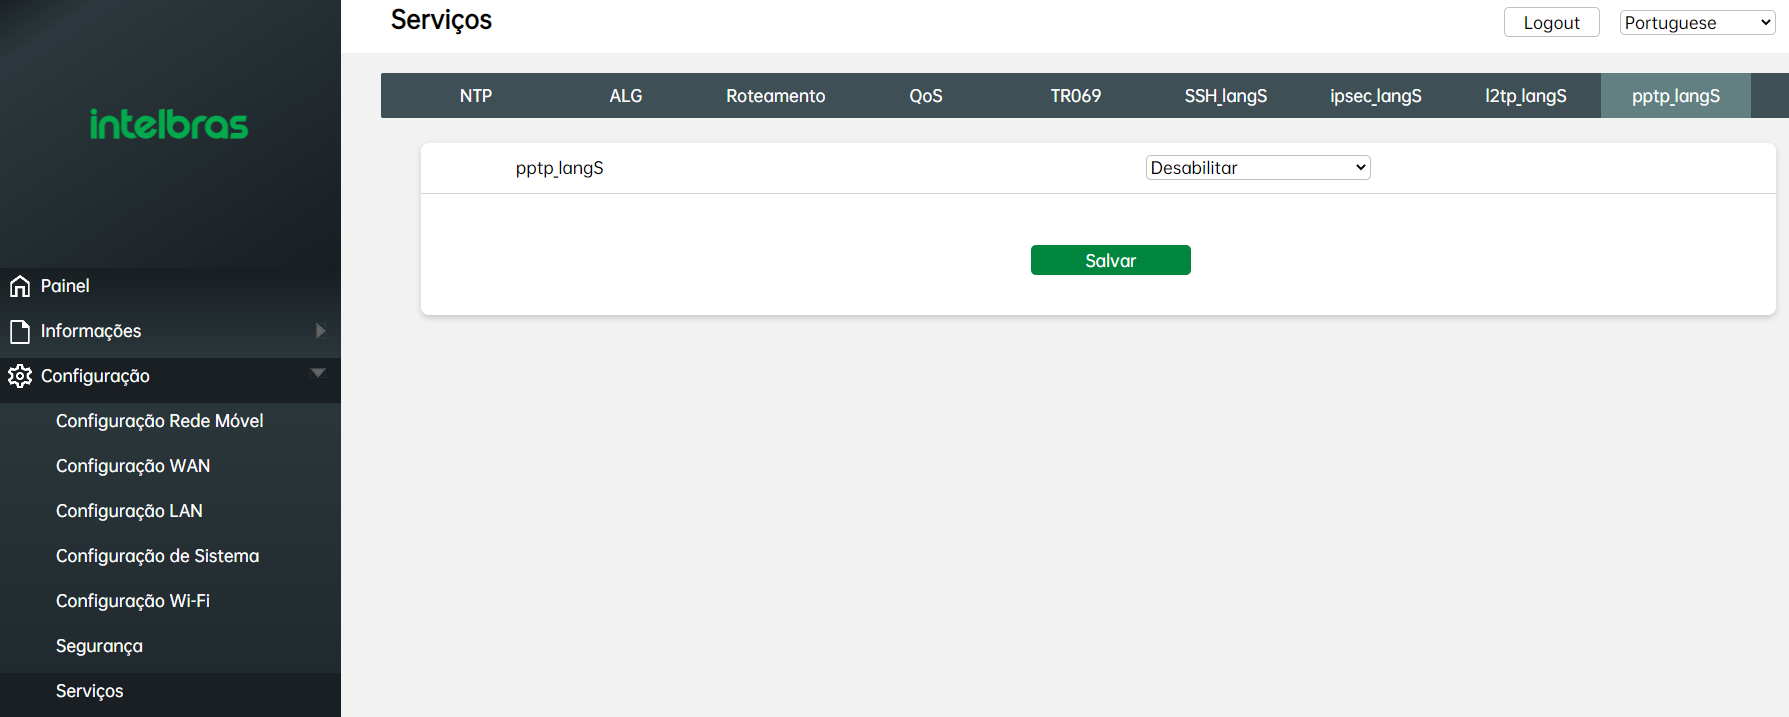 intelbras
Painel
Informações
Configuração
Configuração Rede Móvel
Configuração WAN
Configuração LAN
Configuração de Sistema
Configuração Wi-Fi
Segurança
Serviços
Serviços
Logout
Portuguese
NTP ALG Roteamento QoS TR069 SSH_langS ipsec_langS l2tp_langS pptp_langS
pptp_langS
Desabilitar
Salvar